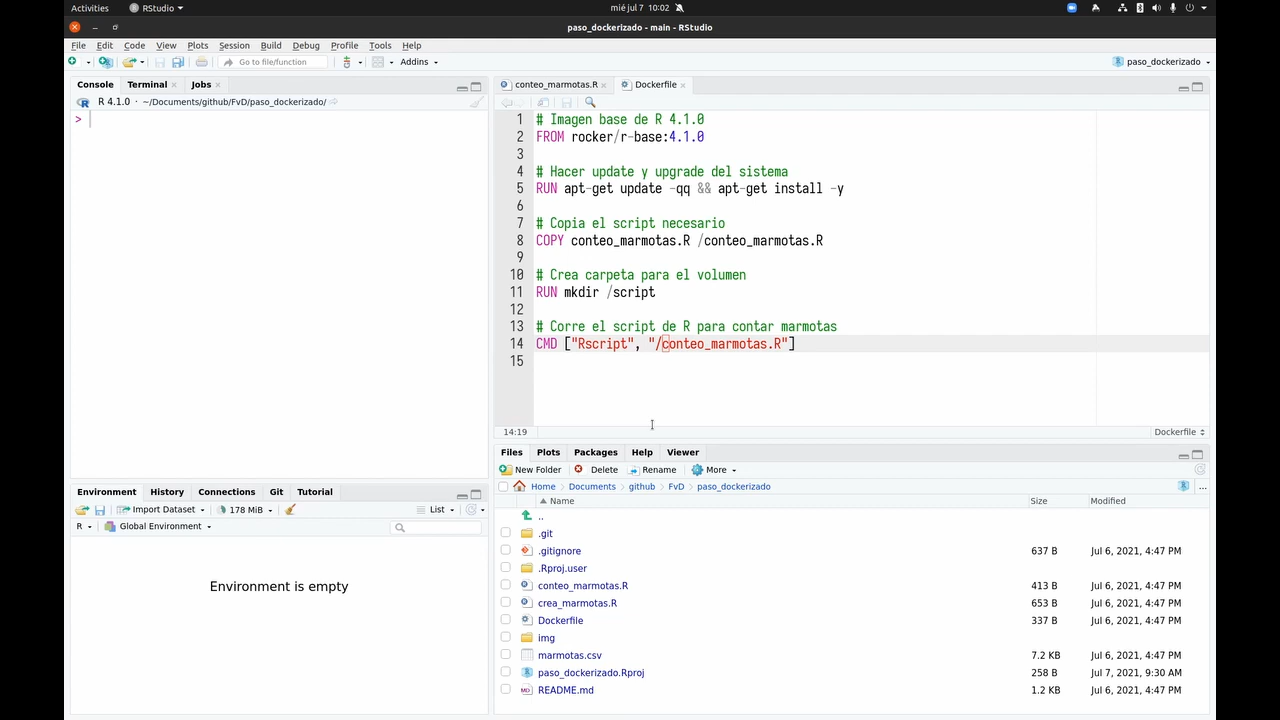 Activities RStudio mié jul 7 10:02
paso_dockerizado - main - RStudio
File Edit Code View Plots Session Build Debug Profile Tools Help
Go to file/function Addins paso_dockerizado
Console Terminal Jobs
R 4.1.0 · ~/Documents/github/FvD/paso_dockerizado/
>
conteo_marmotas.R Dockerfile
1 # Imagen base de R 4.1.0
2 FROM rocker/r-base:4.1.0
3
4 # Hacer update y upgrade del sistema
5 RUN apt-get update -qq && apt-get install -y
6
7 # Copia el script necesario
8 COPY conteo_marmotas.R /conteo_marmotas.R
9
10 # Crea carpeta para el volumen
11 RUN mkdir /script
12
13 # Corre el script de R para contar marmotas
14 CMD ["Rscript", "/conteo_marmotas.R"]
15
14:19 Dockerfile
Environment History Connections Git Tutorial
Import Dataset 178 MiB List
R Global Environment
Environment is empty
Files Plots Packages Help Viewer
New Folder Delete Rename More
Home Documents github FvD paso_dockerizado ...
Name Size Modified
..
.git
.gitignore 637 B Jul 6, 2021, 4:47 PM
.Rproj.user
conteo_marmotas.R 413 B Jul 6, 2021, 4:47 PM
crea_marmotas.R 653 B Jul 6, 2021, 4:47 PM
Dockerfile 337 B Jul 6, 2021, 4:47 PM
img
marmotas.csv 7.2 KB Jul 6, 2021, 4:47 PM
paso_dockerizado.Rproj 258 B Jul 7, 2021, 9:30 AM
README.md 1.2 KB Jul 6, 2021, 4:47 PM